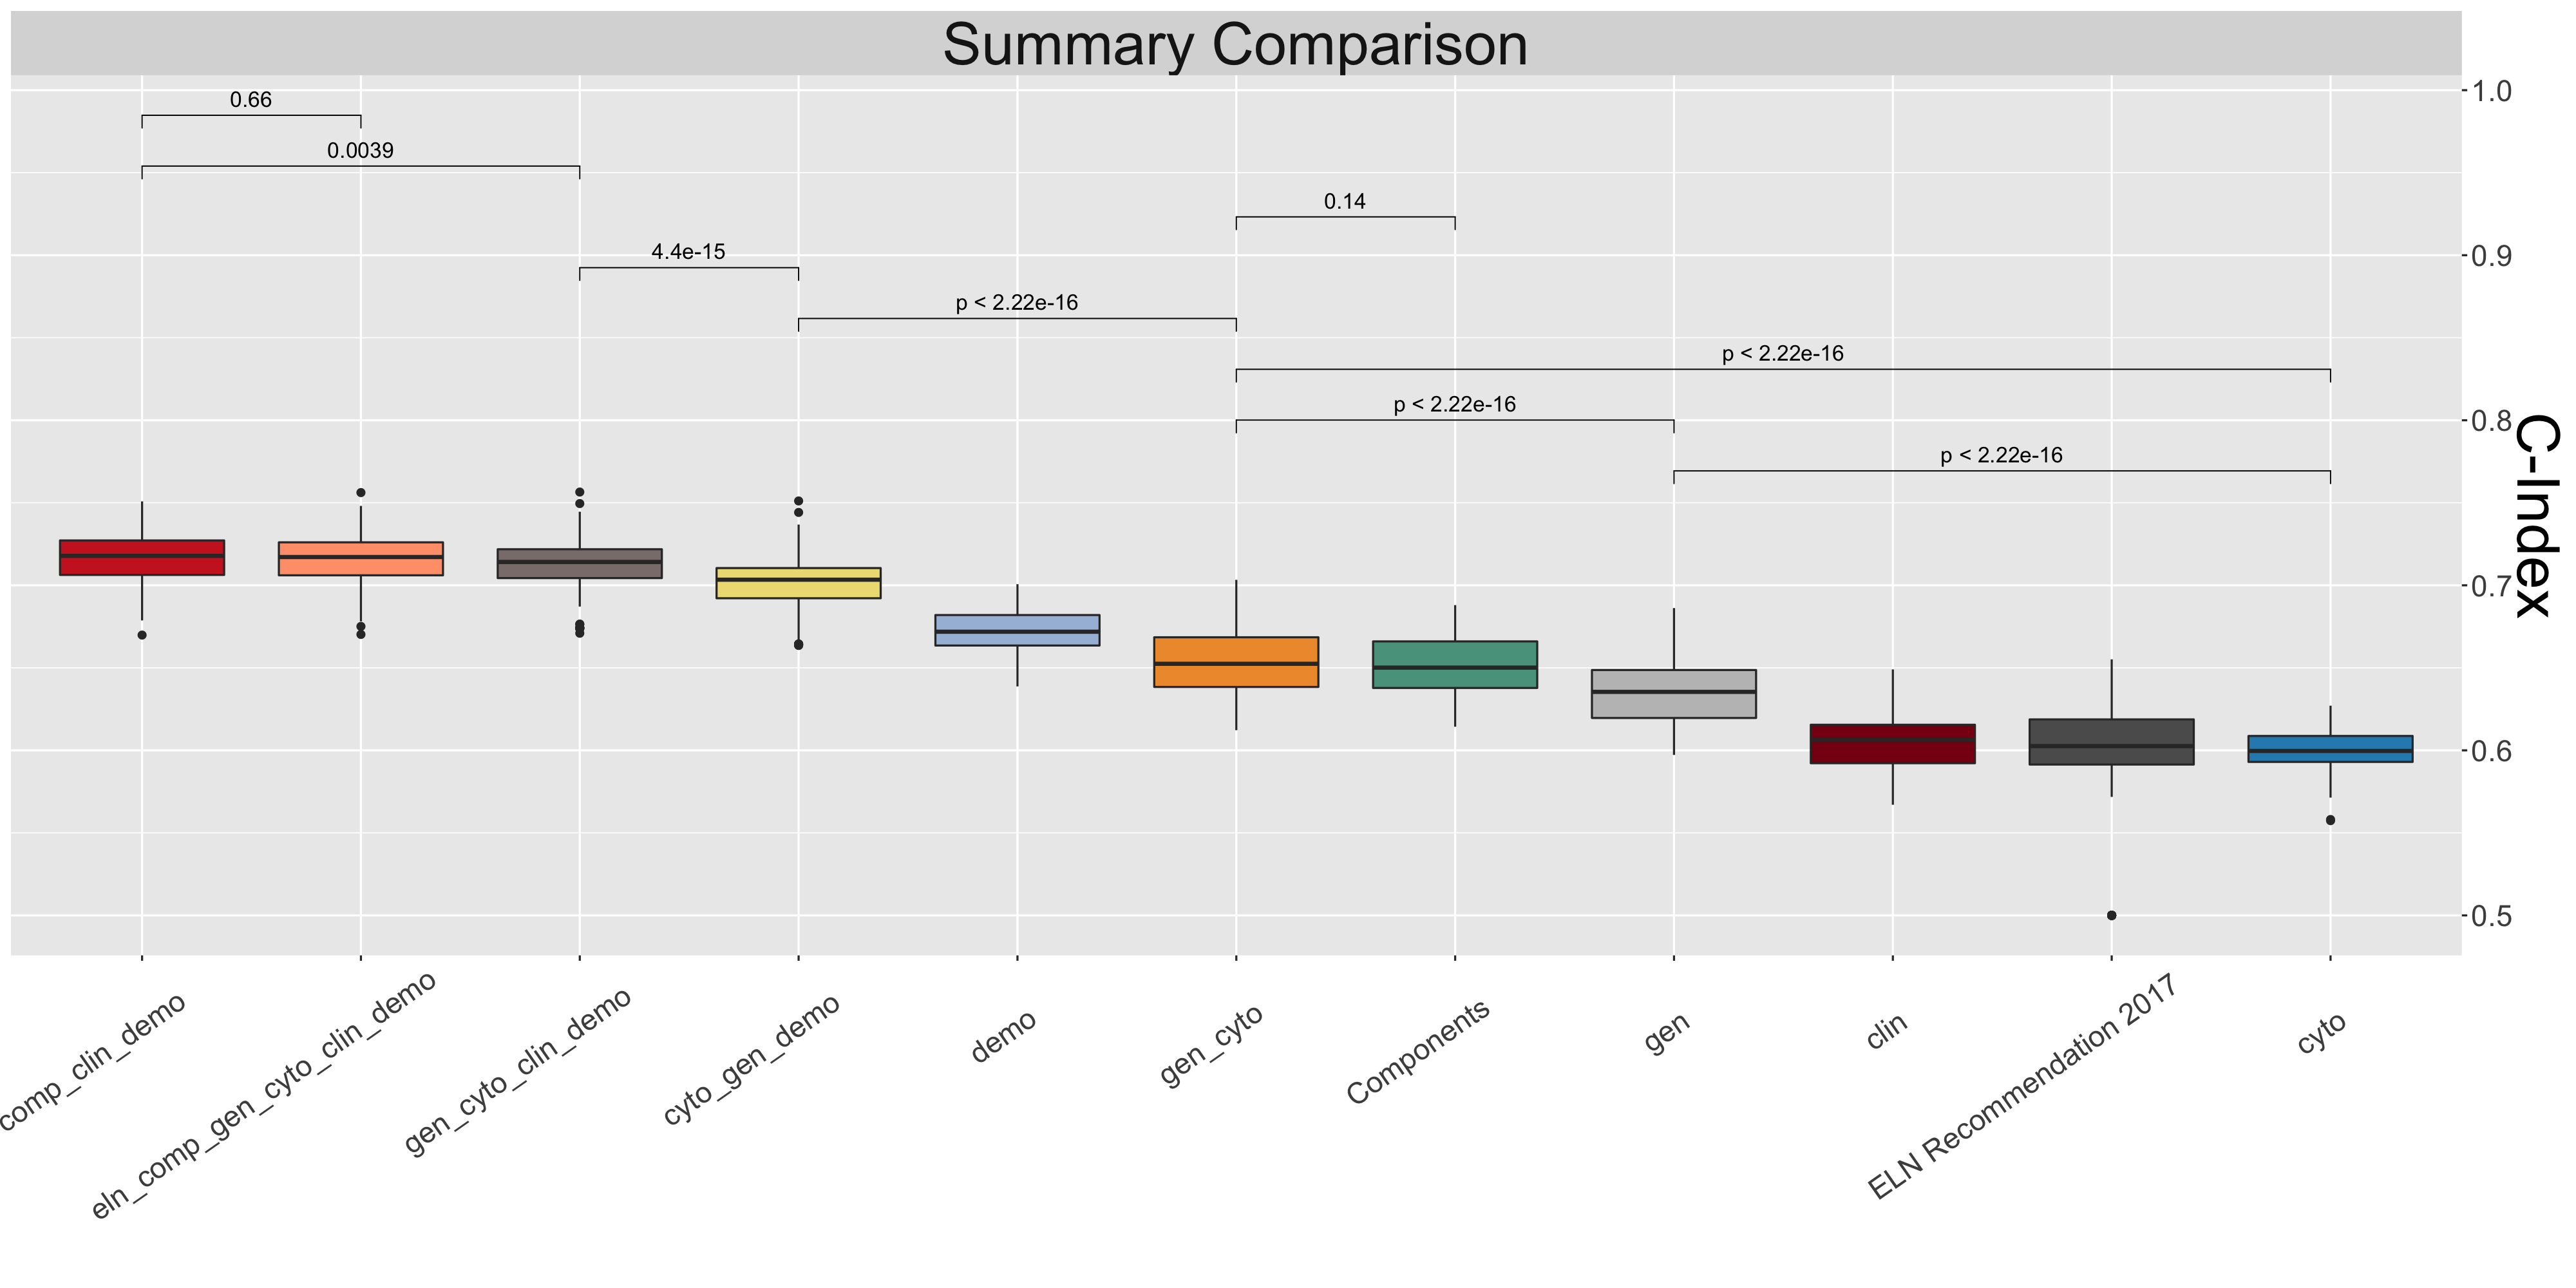 Summary Comparison
0.66
0.0039
0.14
4.4e-15
p < 2.22e-16
p < 2.22e-16
p < 2.22e-16
p < 2.22e-16
1.0
0.9
0.8
0.7
0.6
0.5
C-Index
comp_clin_demo
eln_comp_gen_cyto_clin_demo
gen_cyto_clin_demo
cyto_gen_demo
demo
gen_cyto
Components
gen
clin
ELN Recommendation 2017
cyto